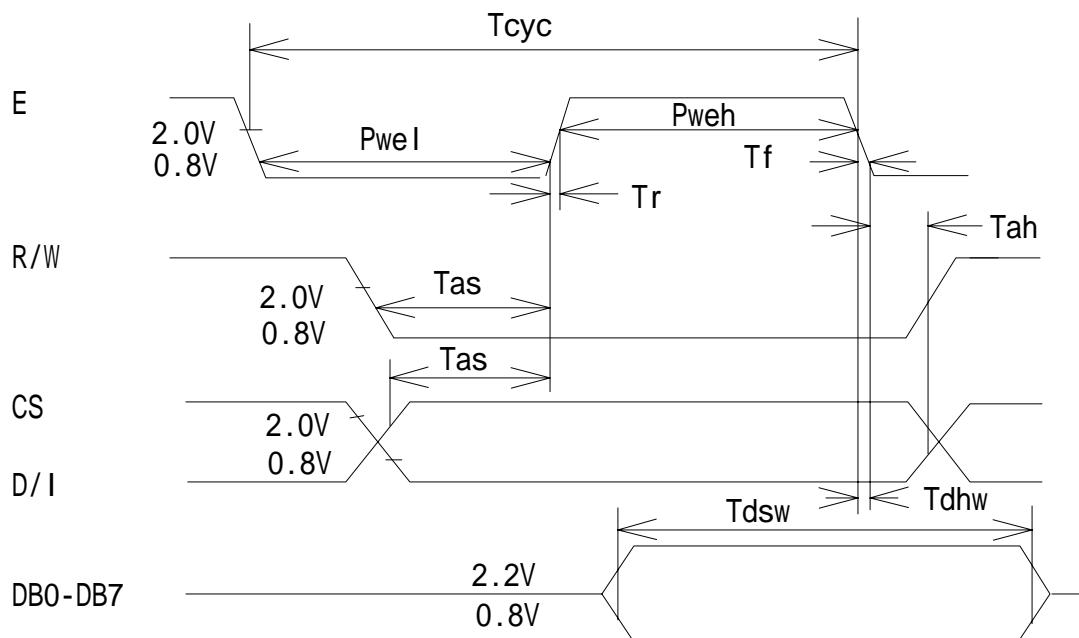 Tcyc
E
Pweh
2.0V
Pwel
0.8V
Tf
Tr
Tah
R/W
Tas
2.0V
0.8V
Tas
CS
2.0V
0.8V
D/I
Tdsw
Tdhw
2.2V
DB0-DB7
0.8V